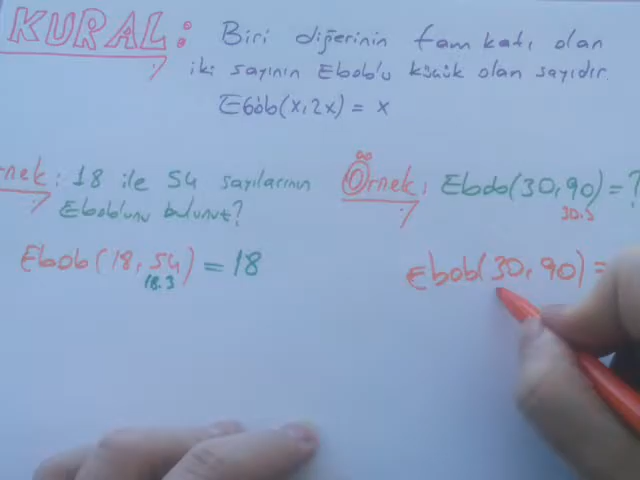 KURAL: Biri diğerinin tam katı olan
iki sayının Ebob'u küçük olan sayıdır.
Ebob(x,2x) = x
rnek: 18 ile 54 sayılarının
Ebob'unu bulunuz?
Ebob(18, 54) = 18
18.3
Örnek: Ebob(30,90) = ?
30.3
Ebob(30, 90) =